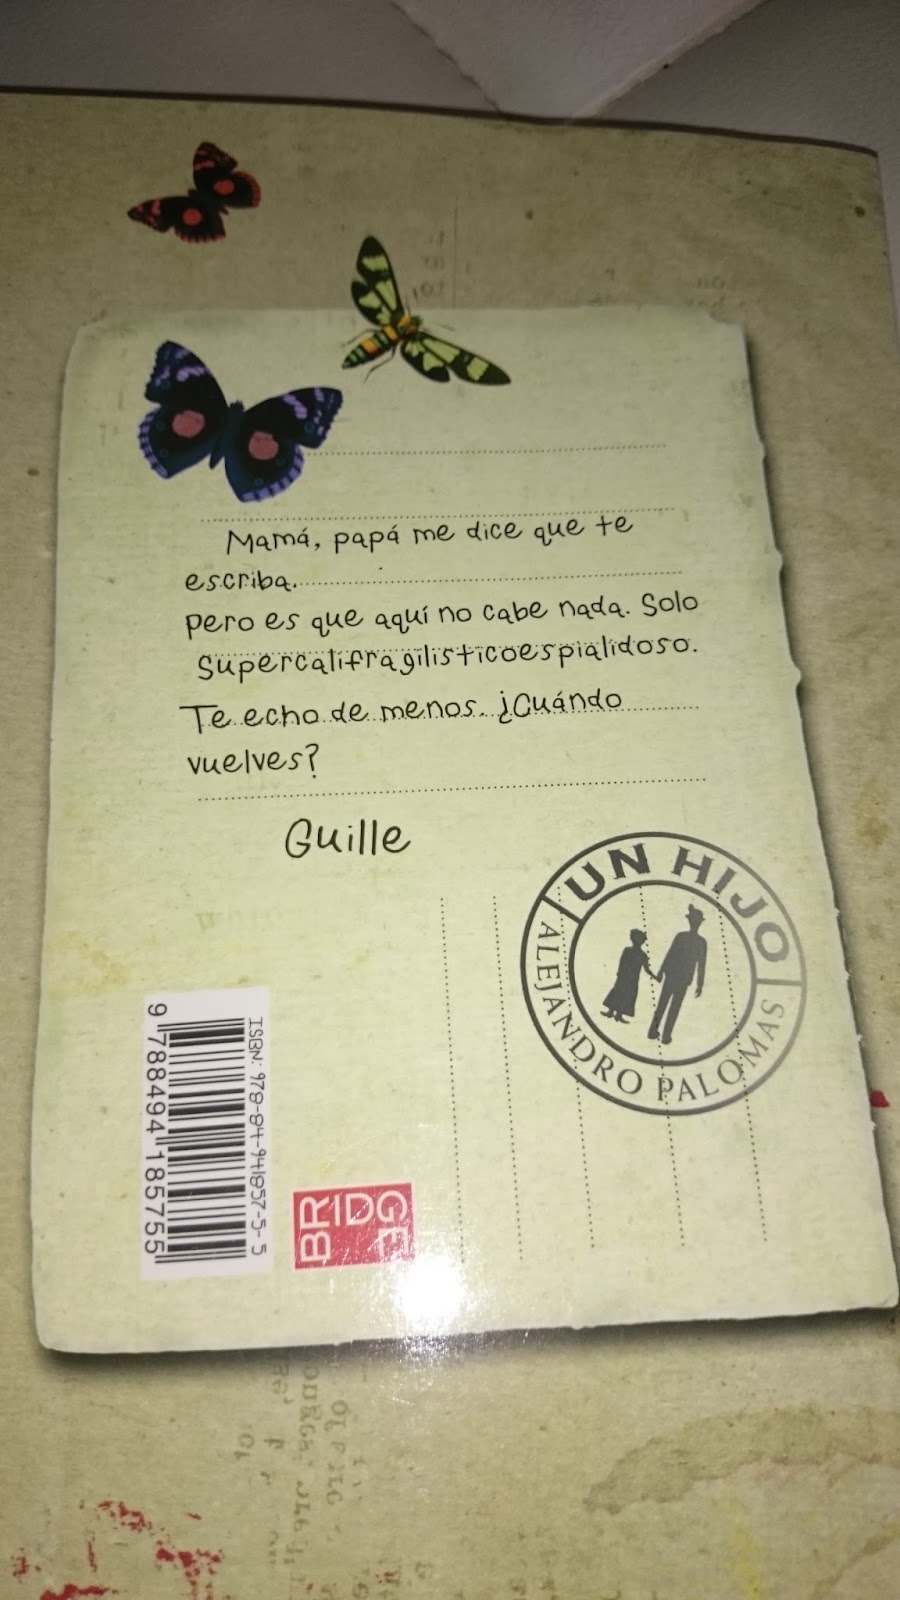 Mamá, papá me dice que te
escriba.
pero es que aquí no cabe nada. Solo
Supercalifragilisticoespialidoso.
Te echo de menos. ¿Cuándo
vuelves?
Guille
UN HIJO
ALEJANDRO PALOMAS
ISBN: 978-84-941857-5-5
9 788494 185755
BRIDGE